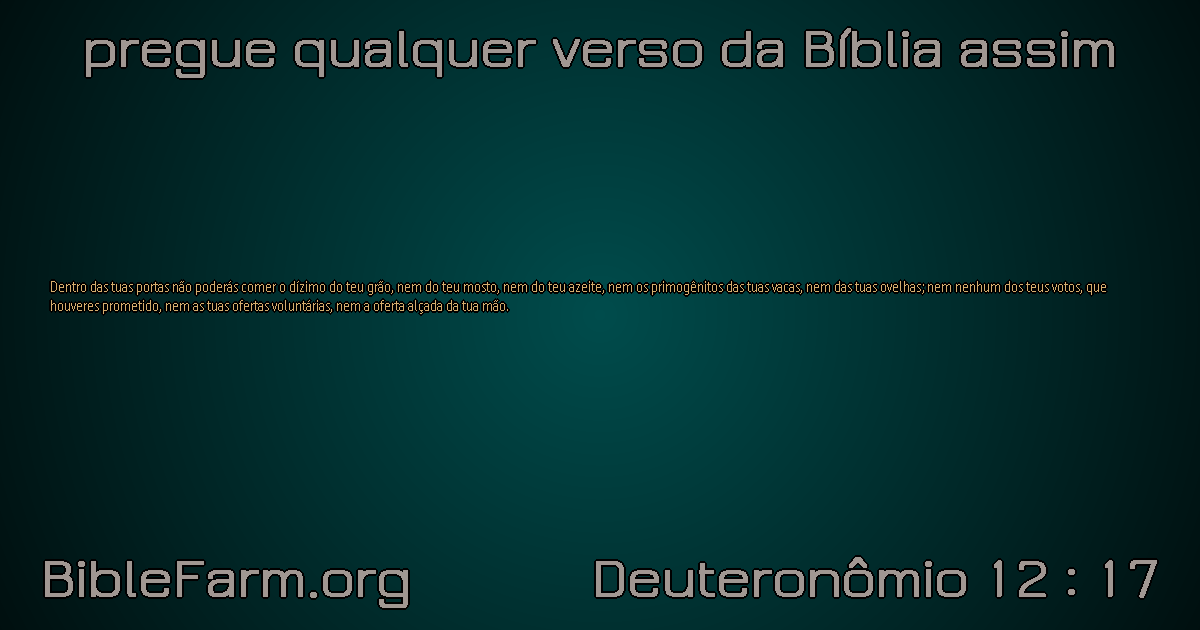 pregue qualquer verso da Bíblia assim
Dentro das tuas portas não poderás comer o dízimo do teu grão, nem do teu mosto, nem do teu azeite, nem os primogênitos das tuas vacas, nem das tuas ovelhas; nem nenhum dos teus votos, que
houveres prometido, nem as tuas ofertas voluntárias, nem a oferta alçada da tua mão.
BibleFarm.org
Deuteronômio 12 : 17